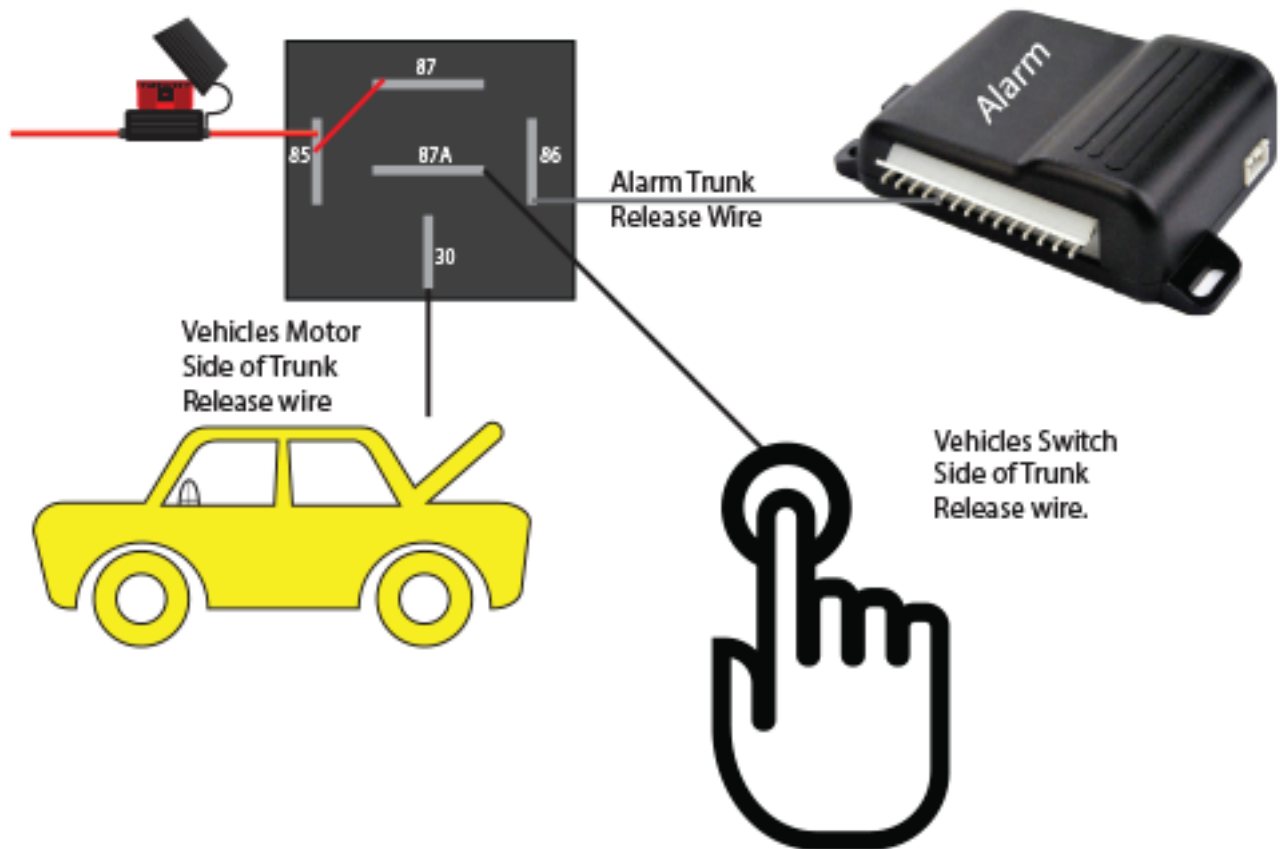 87
85
87A
86
30
Alarm
Alarm Trunk
Release Wire
Vehicles Motor
Side of Trunk
Release wire
Vehicles Switch
Side of Trunk
Release wire.